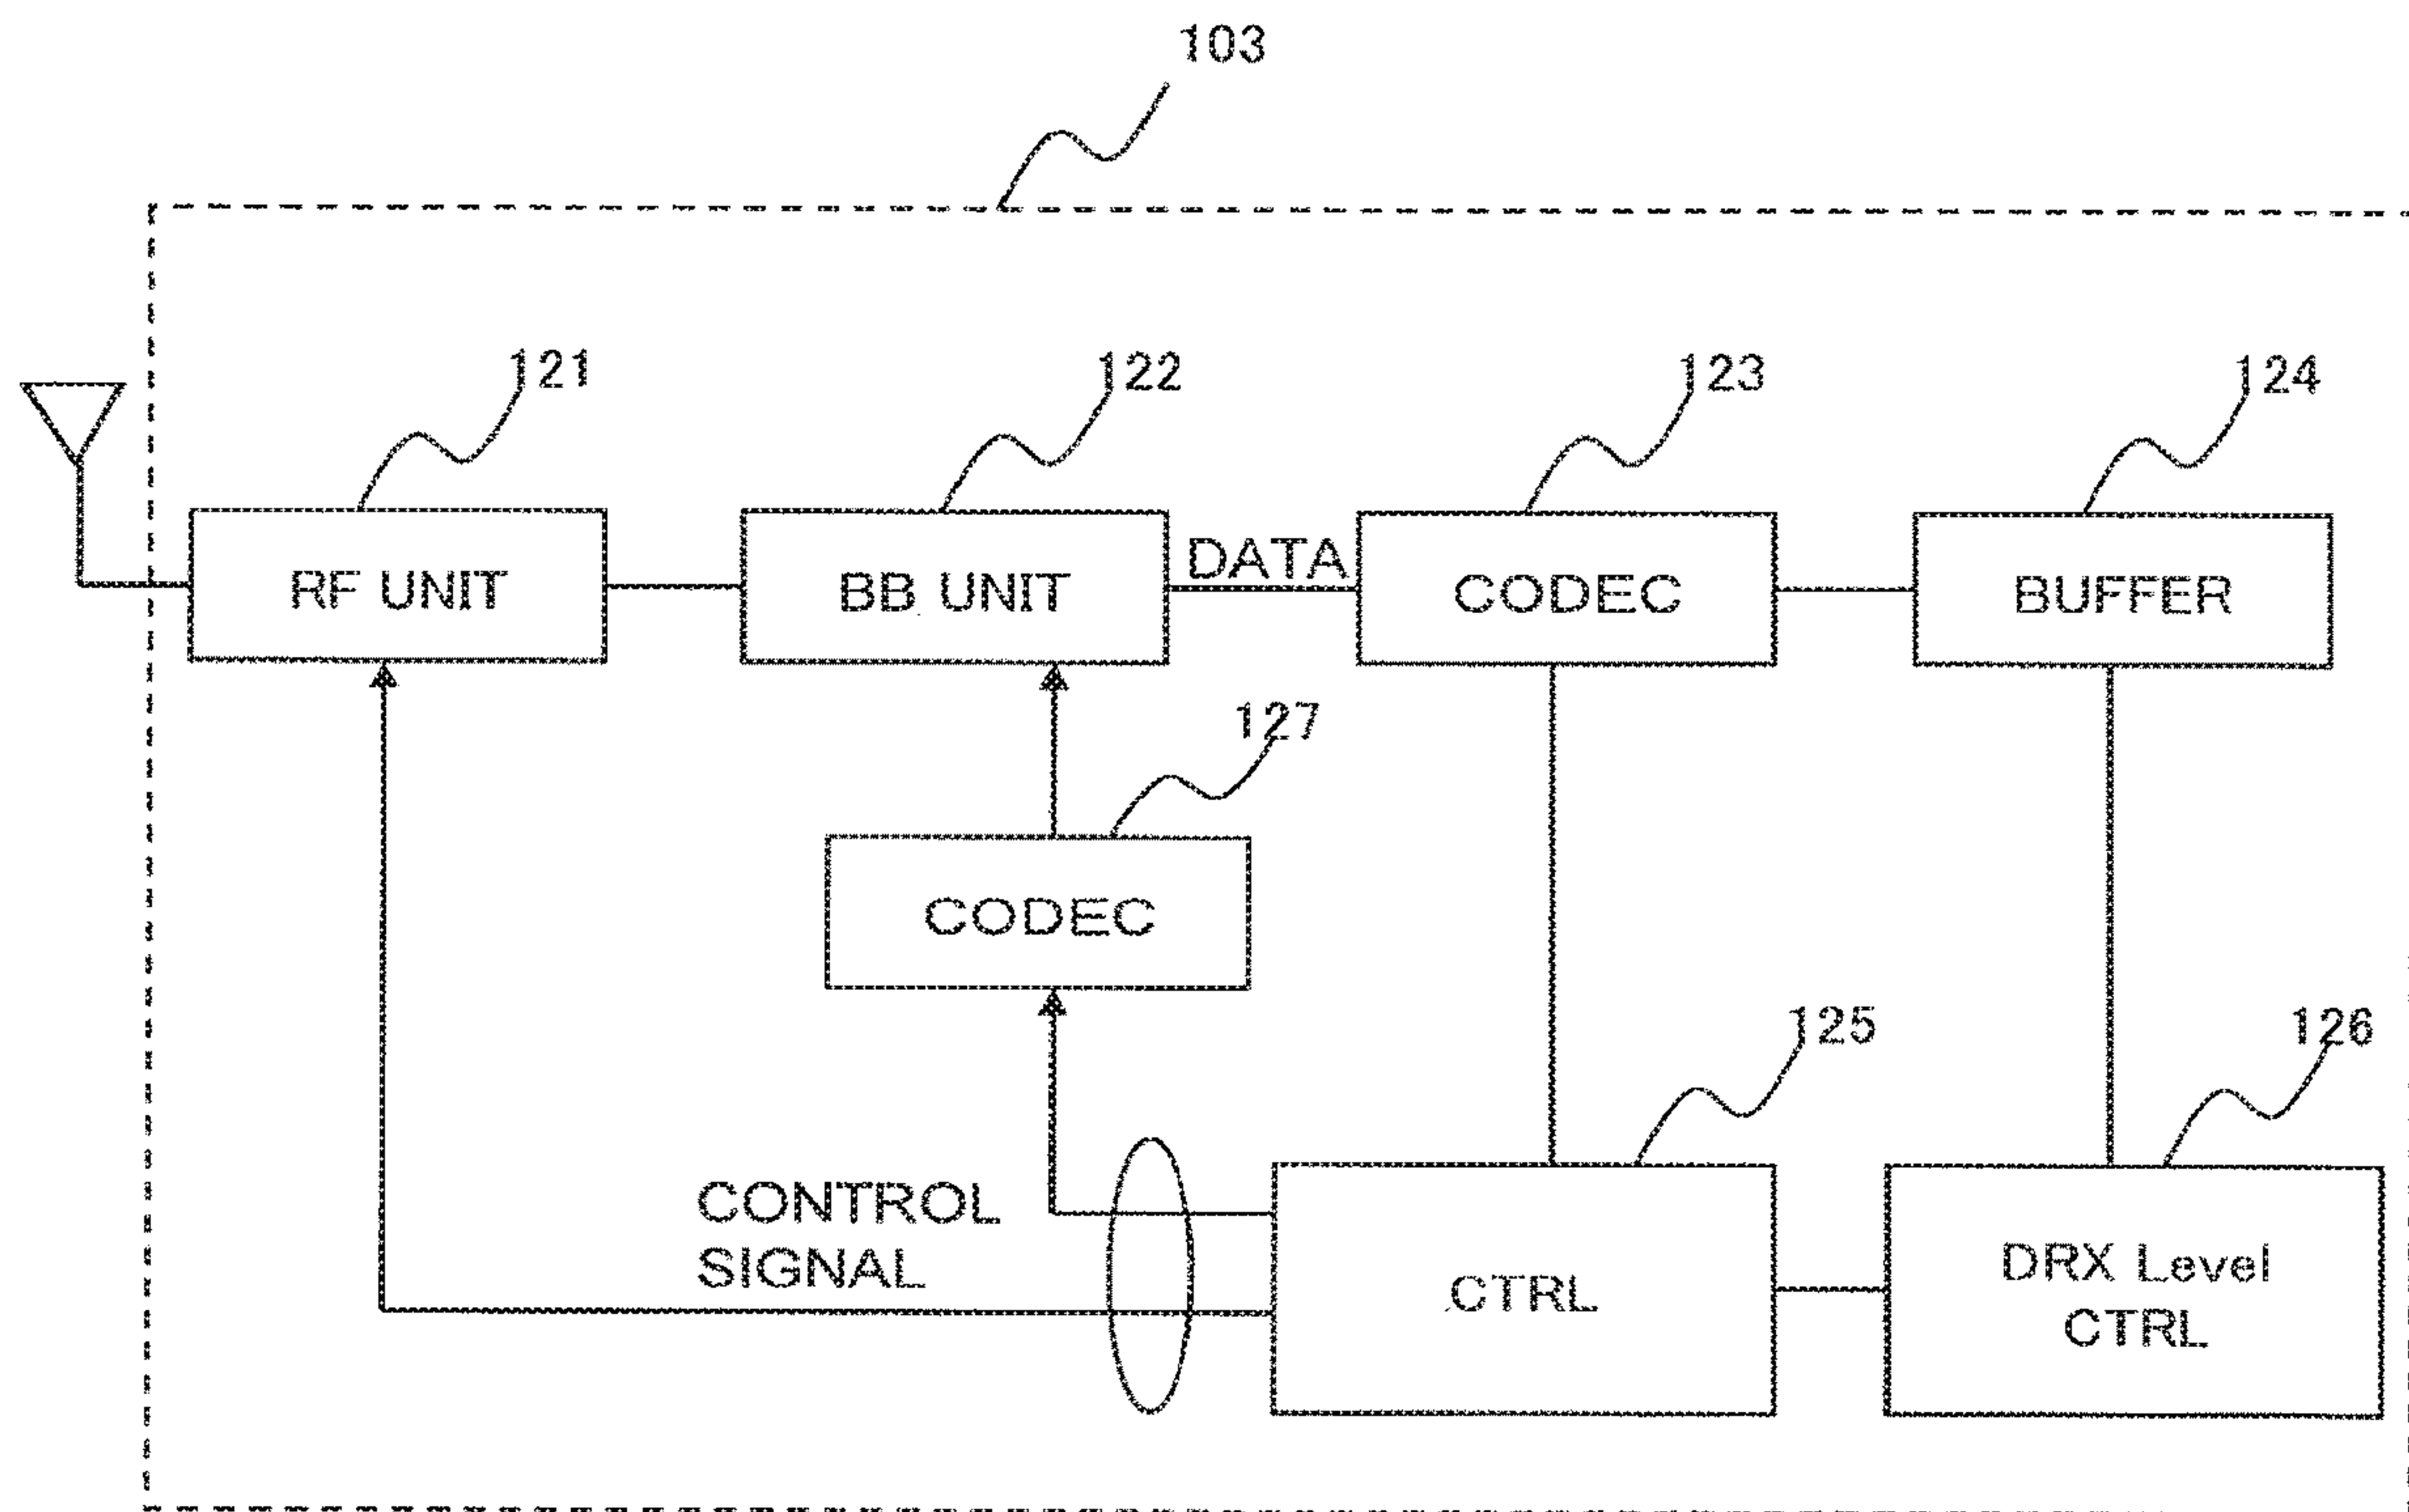 103
121
122
123
124
RF UNIT
BB UNIT
DATA
CODEC
BUFFER
127
CODEC
125
126
CONTROL
SIGNAL
CTRL
DRX Level
CTRL